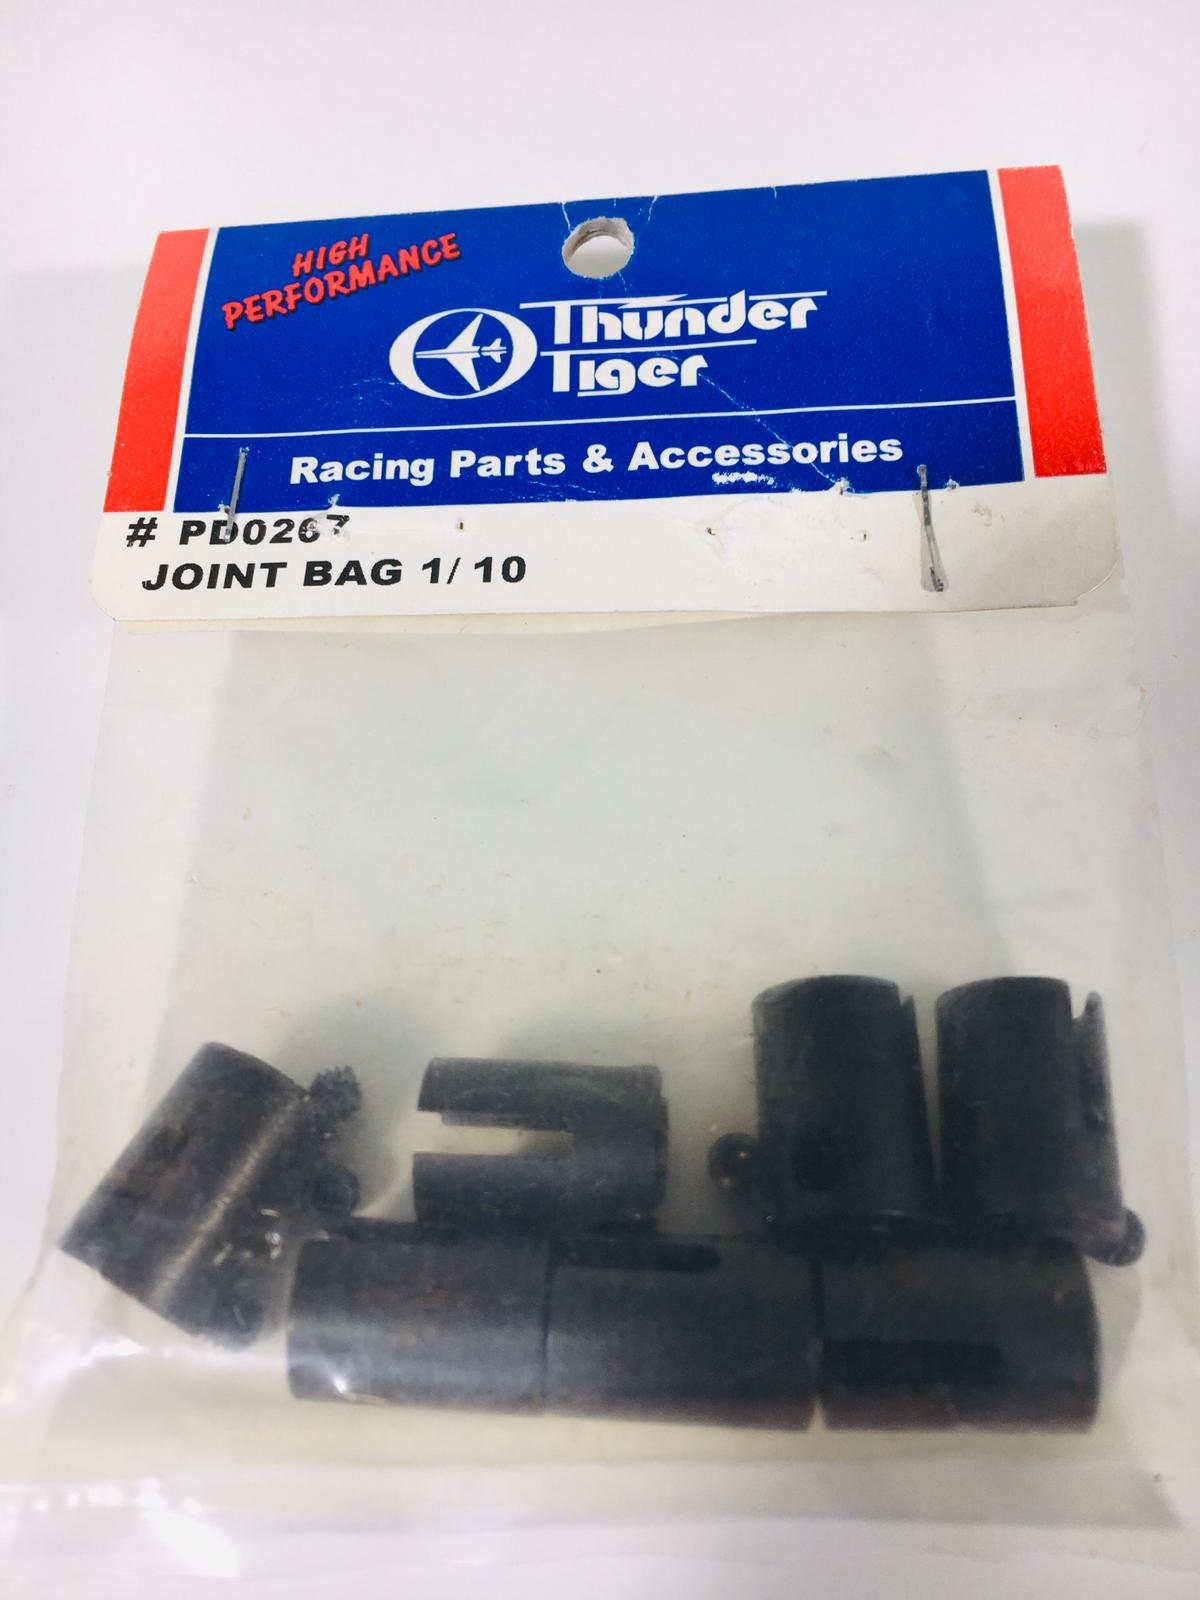 HIGH
PERFORMANCE
Thunder
Tiger
Racing Parts & Accessories
# PD0267
JOINT BAG 1/10